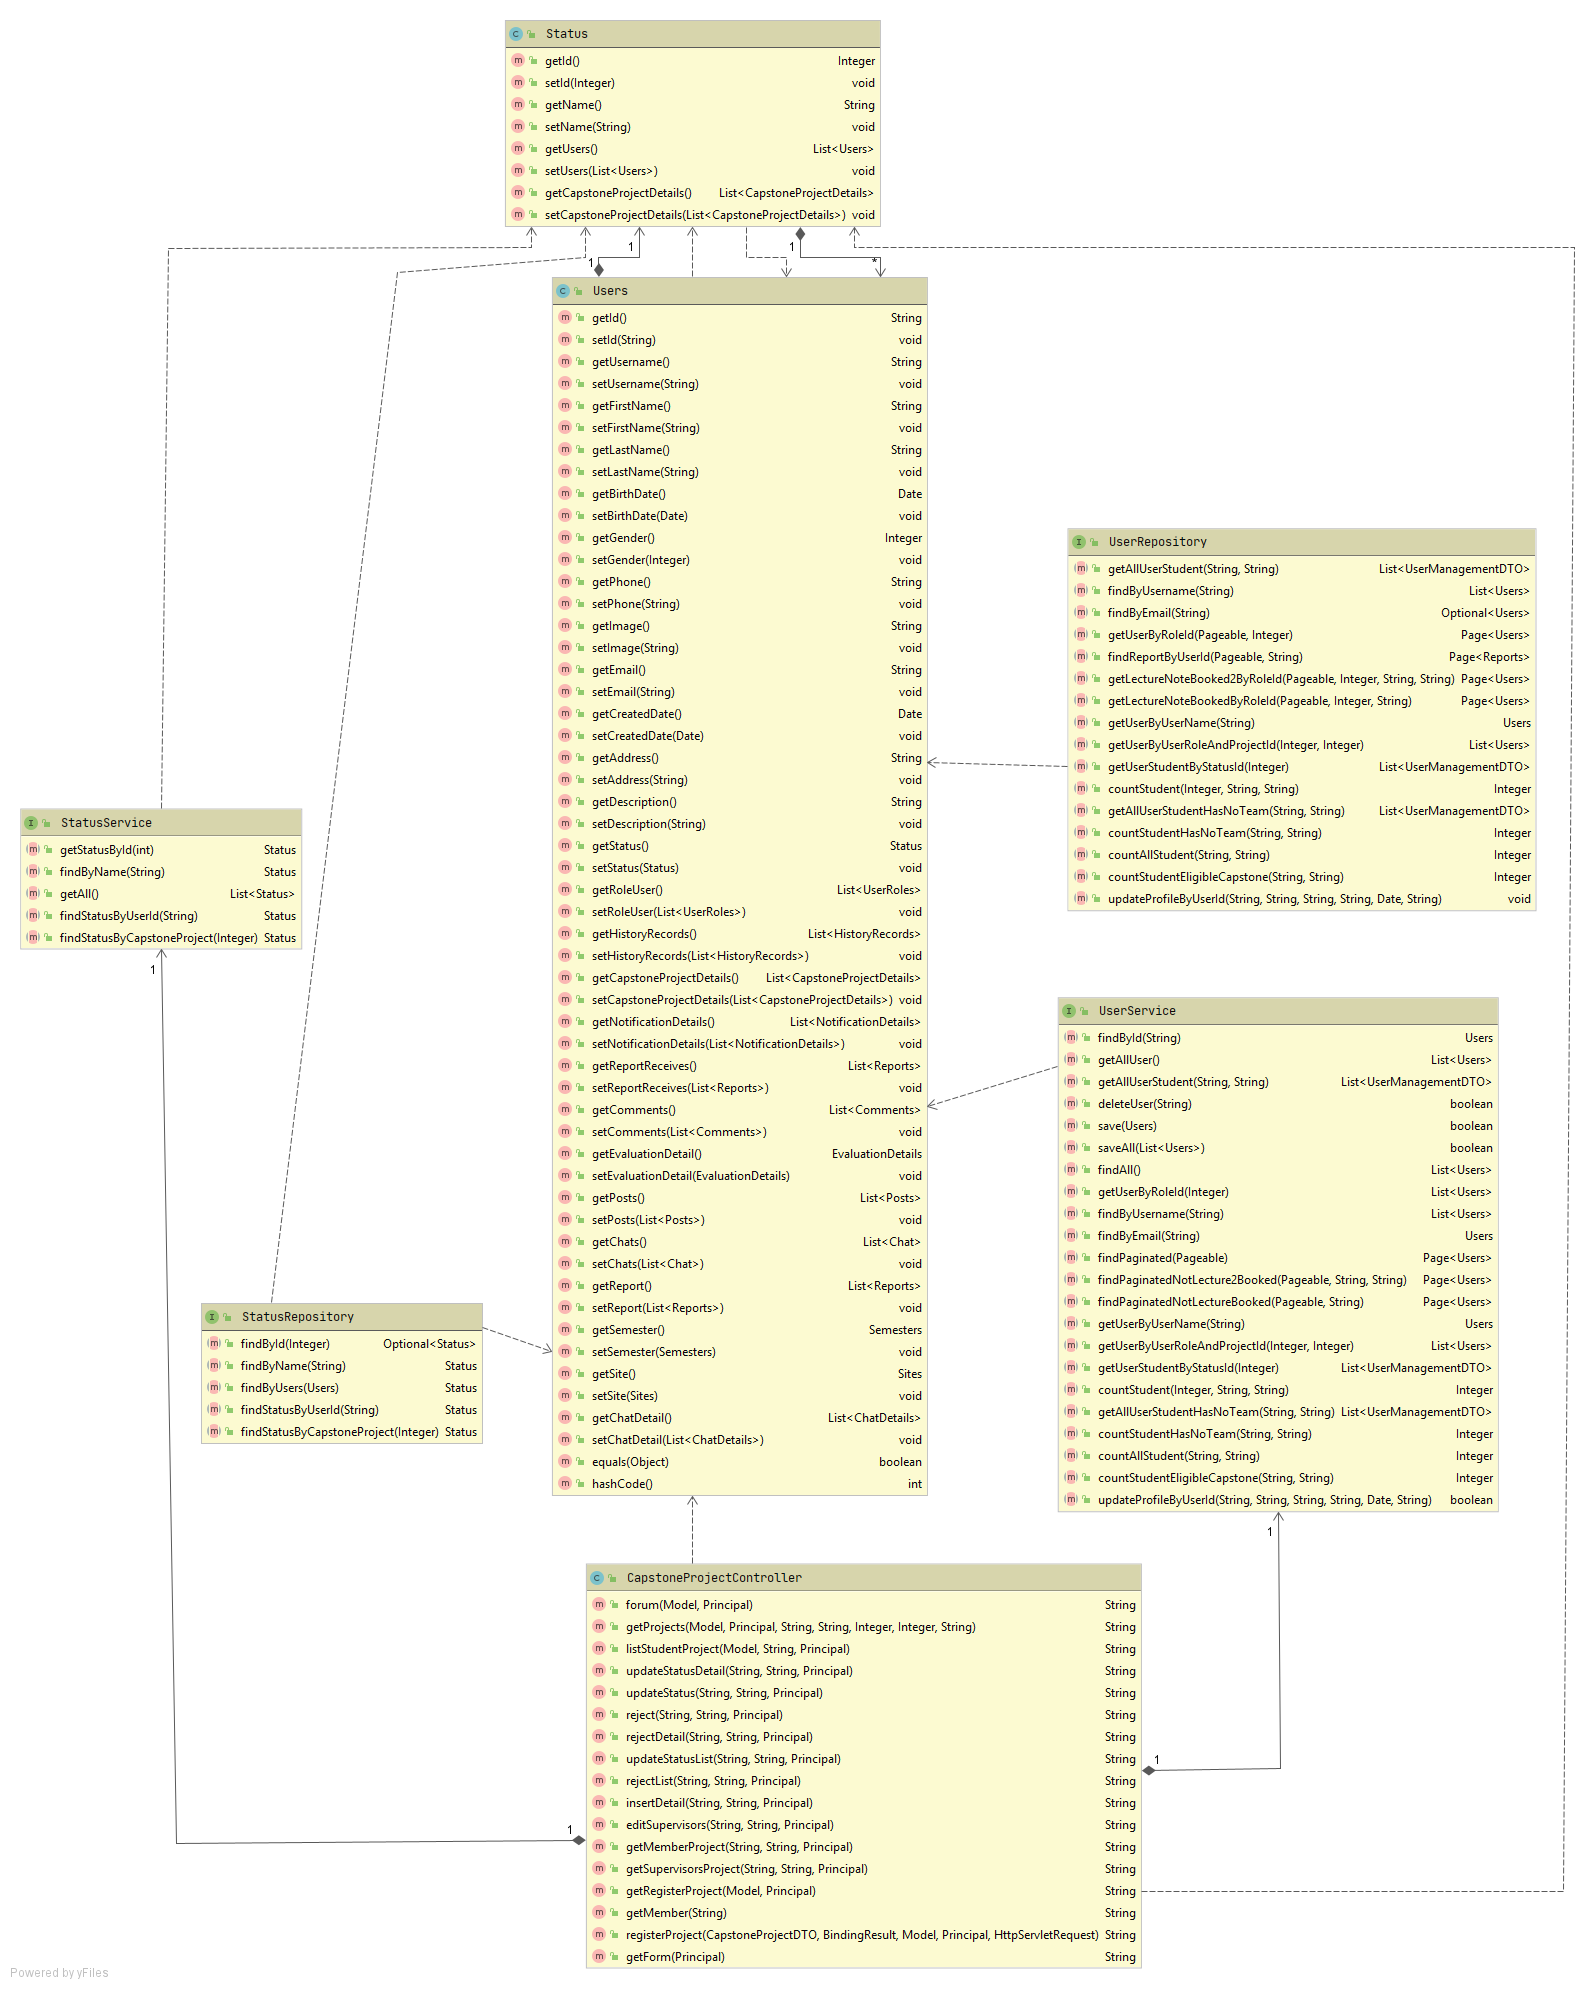 Status
getId() Integer
setId(Integer) void
getName() String
setName(String) void
getUsers() List<Users>
setUsers(List<Users>) void
getCapstoneProjectDetails() List<CapstoneProjectDetails>
setCapstoneProjectDetails(List<CapstoneProjectDetails>) void
1
1
1
*
Users
getId() String
setId(String) void
getUsername() String
setUsername(String) void
getFirstName() String
setFirstName(String) void
getLastName() String
setLastName(String) void
getBirthDate() Date
setBirthDate(Date) void
getGender() Integer
setGender(Integer) void
getPhone() String
setPhone(String) void
getImage() String
setImage(String) void
getEmail() String
setEmail(String) void
getCreatedDate() Date
setCreatedDate(Date) void
getAddress() String
setAddress(String) void
getDescription() String
setDescription(String) void
getStatus() Status
setStatus(Status) void
getRoleUser() List<UserRoles>
setRoleUser(List<UserRoles>) void
getHistoryRecords() List<HistoryRecords>
setHistoryRecords(List<HistoryRecords>) void
getCapstoneProjectDetails() List<CapstoneProjectDetails>
setCapstoneProjectDetails(List<CapstoneProjectDetails>) void
getNotificationDetails() List<NotificationDetails>
setNotificationDetails(List<NotificationDetails>) void
getReportReceives() List<Reports>
setReportReceives(List<Reports>) void
getComments() List<Comments>
setComments(List<Comments>) void
getEvaluationDetail() EvaluationDetails
setEvaluationDetail(EvaluationDetails) void
getPosts() List<Posts>
setPosts(List<Posts>) void
getChats() List<Chat>
setChats(List<Chat>) void
getReport() List<Reports>
setReport(List<Reports>) void
getSemester() Semesters
setSemester(Semesters) void
getSite() Sites
setSite(Sites) void
getChatDetail() List<ChatDetails>
setChatDetail(List<ChatDetails>) void
equals(Object) boolean
hashCode() int
UserRepository
getAllUserStudent(String, String) List<UserManagementDTO>
findByUsername(String) List<Users>
findByEmail(String) Optional<Users>
getUserByRoleId(Pageable, Integer) Page<Users>
findReportByUserId(Pageable, String) Page<Reports>
getLectureNoteBooked2ByRoleId(Pageable, Integer, String, String) Page<Users>
getLectureNoteBookedByRoleId(Pageable, Integer, String) Page<Users>
getUserByUserName(String) Users
getUserByUserRoleAndProjectId(Integer, Integer) List<Users>
getUserStudentByStatusId(Integer) List<UserManagementDTO>
countStudent(Integer, String, String) Integer
getAllUserStudentHasNoTeam(String, String) List<UserManagementDTO>
countStudentHasNoTeam(String, String) Integer
countAllStudent(String, String) Integer
countStudentEligibleCapstone(String, String) Integer
updateProfileByUserId(String, String, String, String, Date, String) void
StatusService
getStatusById(int) Status
findByName(String) Status
getAll() List<Status>
findStatusByUserId(String) Status
findStatusByCapstoneProject(Integer) Status
1
UserService
findById(String) Users
getAllUser() List<Users>
getAllUserStudent(String, String) List<UserManagementDTO>
deleteUser(String) boolean
save(Users) boolean
saveAll(List<Users>) boolean
findAll() List<Users>
getUserByRoleId(Integer) List<Users>
findByUsername(String) List<Users>
findByEmail(String) Users
findPaginated(Pageable) Page<Users>
findPaginatedNotLecture2Booked(Pageable, String, String) Page<Users>
findPaginatedNotLectureBooked(Pageable, String) Page<Users>
getUserByUserName(String) Users
getUserByUserRoleAndProjectId(Integer, Integer) List<Users>
getUserStudentByStatusId(Integer) List<UserManagementDTO>
countStudent(Integer, String, String) Integer
getAllUserStudentHasNoTeam(String, String) List<UserManagementDTO>
countStudentHasNoTeam(String, String) Integer
countAllStudent(String, String) Integer
countStudentEligibleCapstone(String, String) Integer
updateProfileByUserId(String, String, String, String, Date, String) boolean
1
StatusRepository
findById(Integer) Optional<Status>
findByName(String) Status
findByUsers(Users) Status
findStatusByUserId(String) Status
findStatusByCapstoneProject(Integer) Status
CapstoneProjectController
forum(Model, Principal) String
getProjects(Model, Principal, String, String, Integer, Integer, String) String
listStudentProject(Model, String, Principal) String
updateStatusDetail(String, String, Principal) String
updateStatus(String, String, Principal) String
reject(String, String, Principal) String
rejectDetail(String, String, Principal) String
updateStatusList(String, String, Principal) String
rejectList(String, String, Principal) String
insertDetail(String, String, Principal) String
editSupervisors(String, String, Principal) String
getMemberProject(String, String, Principal) String
getSupervisorsProject(String, String, Principal) String
getRegisterProject(Model, Principal) String
getMember(String) String
registerProject(CapstoneProjectDTO, BindingResult, Model, Principal, HttpServletRequest) String
getForm(Principal) String
1
1
Powered by yFiles